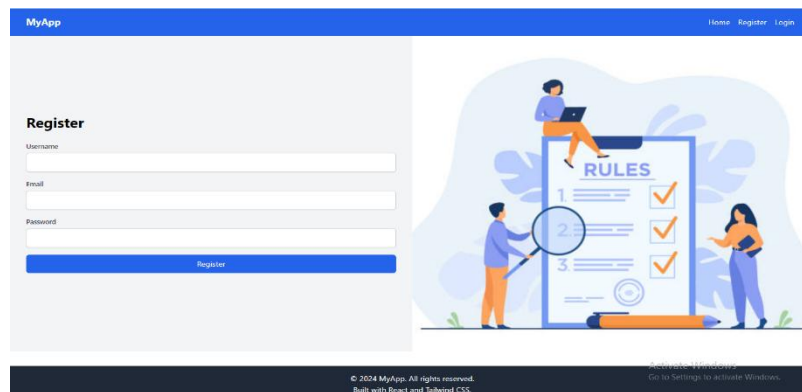 MyApp
Home Register Login
Register
Username
Email
Password
Register
RULES
1.
2.
3.
© 2024 MyApp. All rights reserved.
Built with React and Tailwind CSS.
Activate Windows
Go to Settings to activate Windows.